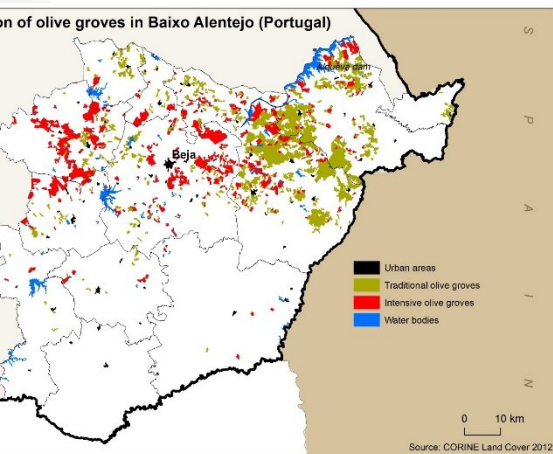 on of olive groves in Baixo Alentejo (Portugal)
Alqueva dam
Beja
S
P
A
I
N
Urban areas
Traditional olive groves
Intensive olive groves
Water bodies
0 10 km
Source: CORINE Land Cover 2012